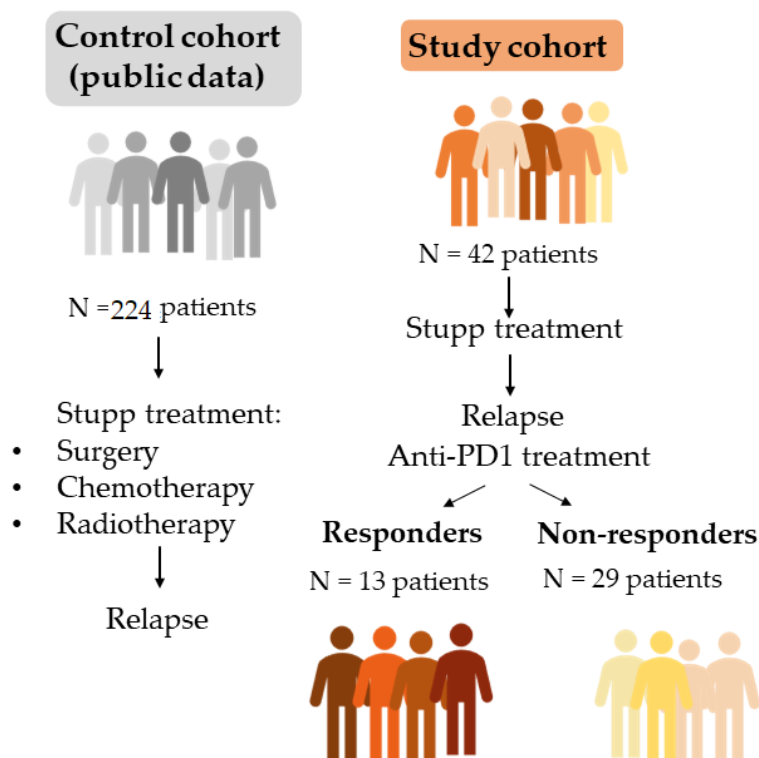 Control cohort
(public data)
N =224 patients
Stupp treatment:
• Surgery
• Chemotherapy
• Radiotherapy
Relapse
Study cohort
N = 42 patients
Stupp treatment
Relapse
Anti-PD1 treatment
Responders
N = 13 patients
Non-responders
N = 29 patients